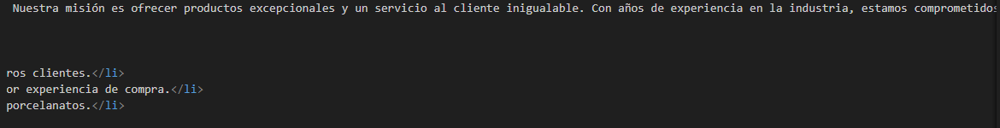 Nuestra misión es ofrecer productos excepcionales y un servicio al cliente inigualable. Con años de experiencia en la industria, estamos comprometidos
ros clientes.</li>
or experiencia de compra.</li>
porcelanatos.</li>